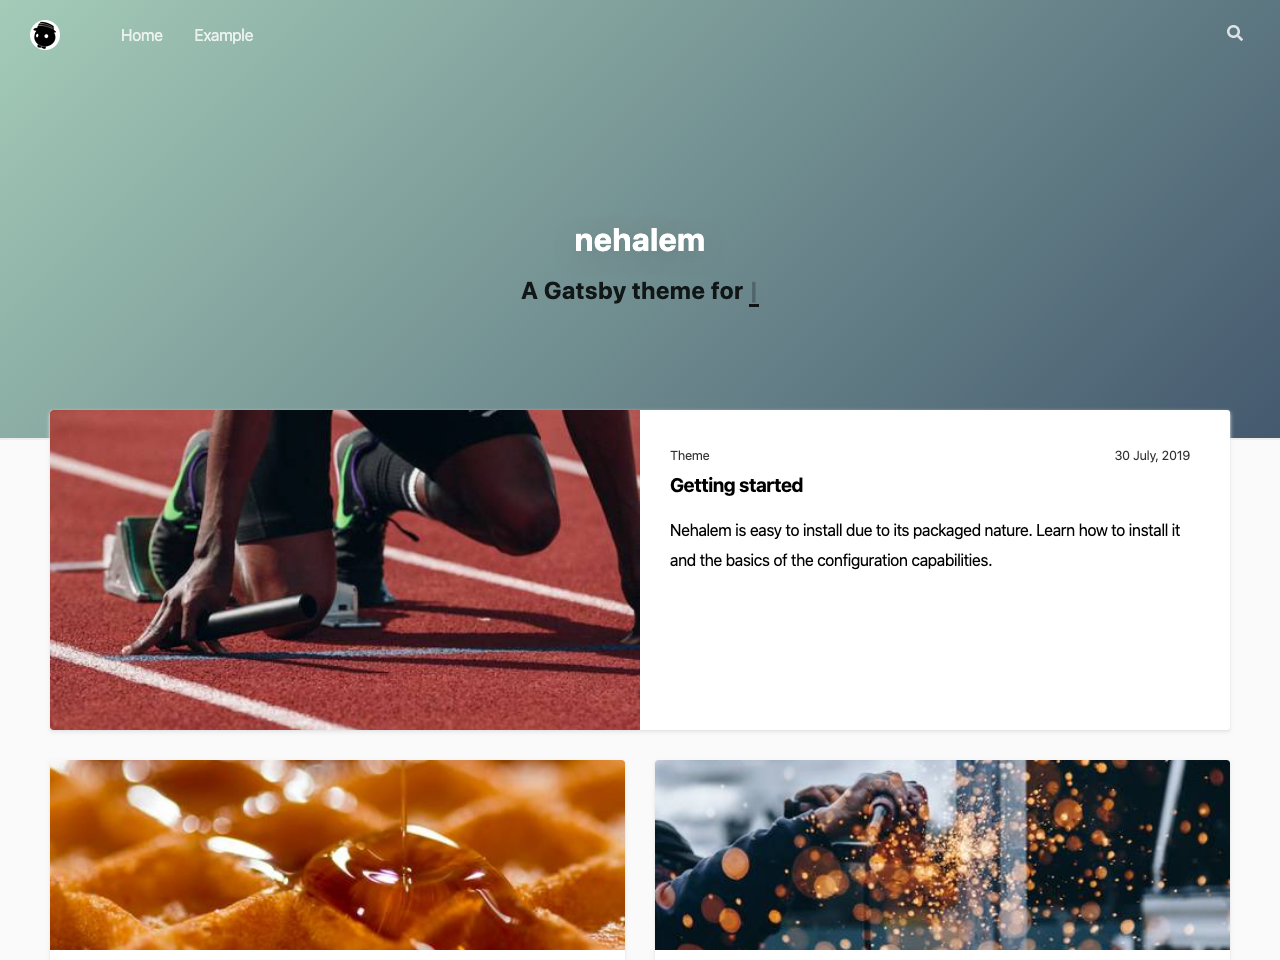 Home
Example
nehalem
A Gatsby theme for
Theme
30 July, 2019
Getting started
Nehalem is easy to install due to its packaged nature. Learn how to install it
and the basics of the configuration capabilities.